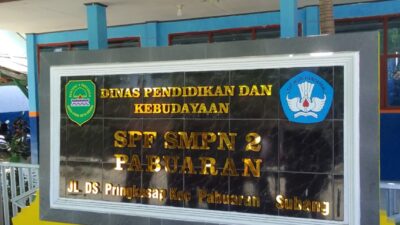 DINAS PENDIDIKAN DAN
KEBUDAYAAN
SPF SMPN 2
PABUARAN
JL. DS. Pringkasap Kec Pabuaran Subang